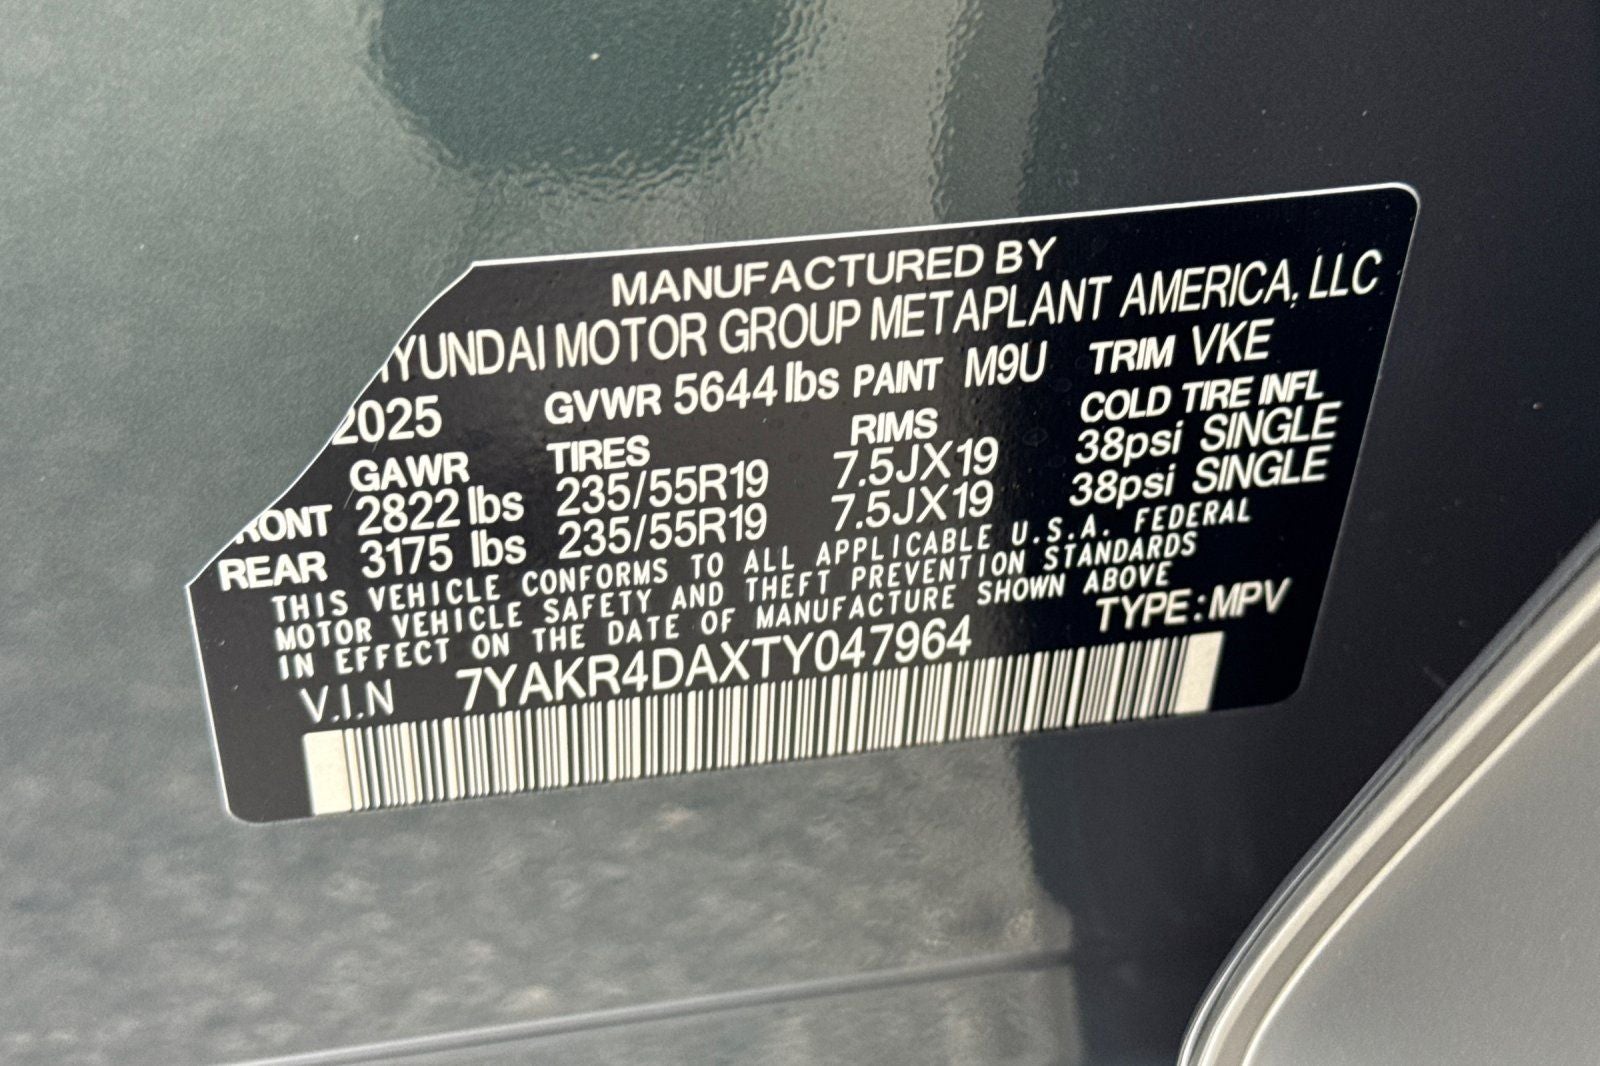 MANUFACTURED BY
YUNDAI MOTOR GROUP METAPLANT AMERICA, LLC
2025 GVWR 5644 lbs PAINT M9U TRIM VKE
GAWR TIRES RIMS COLD TIRE INFL
RONT 2822 lbs 235/55R19 7.5JX19 38psi SINGLE
REAR 3175 lbs 235/55R19 7.5JX19 38psi SINGLE
THIS VEHICLE CONFORMS TO ALL APPLICABLE U.S.A. FEDERAL
MOTOR VEHICLE SAFETY AND THEFT PREVENTION STANDARDS
IN EFFECT ON THE DATE OF MANUFACTURE SHOWN ABOVE
V.I.N 7YAKR4DAXTY047964 TYPE:MPV